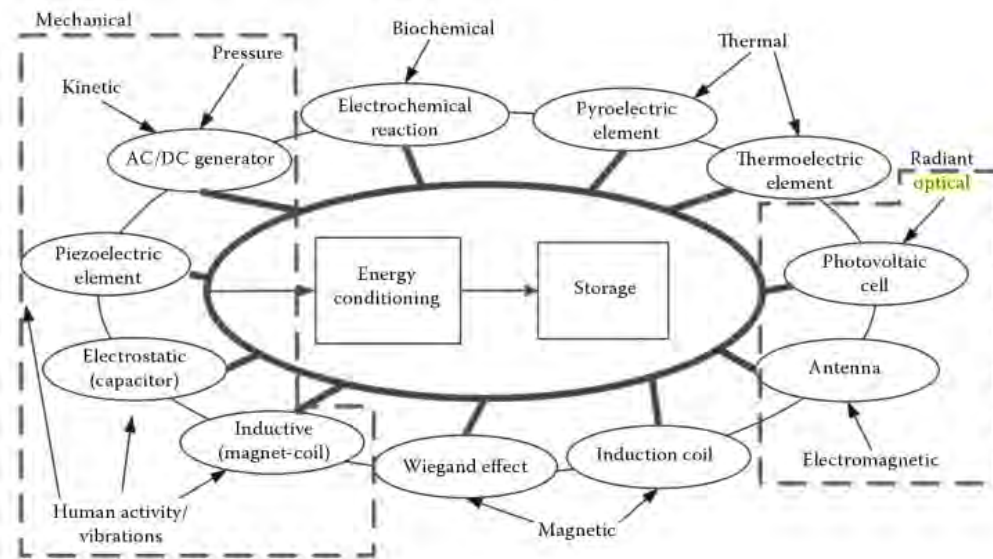 Mechanical
Biochemical
Thermal
Pressure
Kinetic
Electrochemical
reaction
Pyroelectric
element
AC/DC generator
Thermoelectric
element
Radiant
optical
Piezoelectric
element
Energy
conditioning
Storage
Photovoltaic
cell
Electrostatic
(capacitor)
Antenna
Inductive
(magnet-coil)
Wiegand effect
Induction coil
Electromagnetic
Human activity/
vibrations
Magnetic